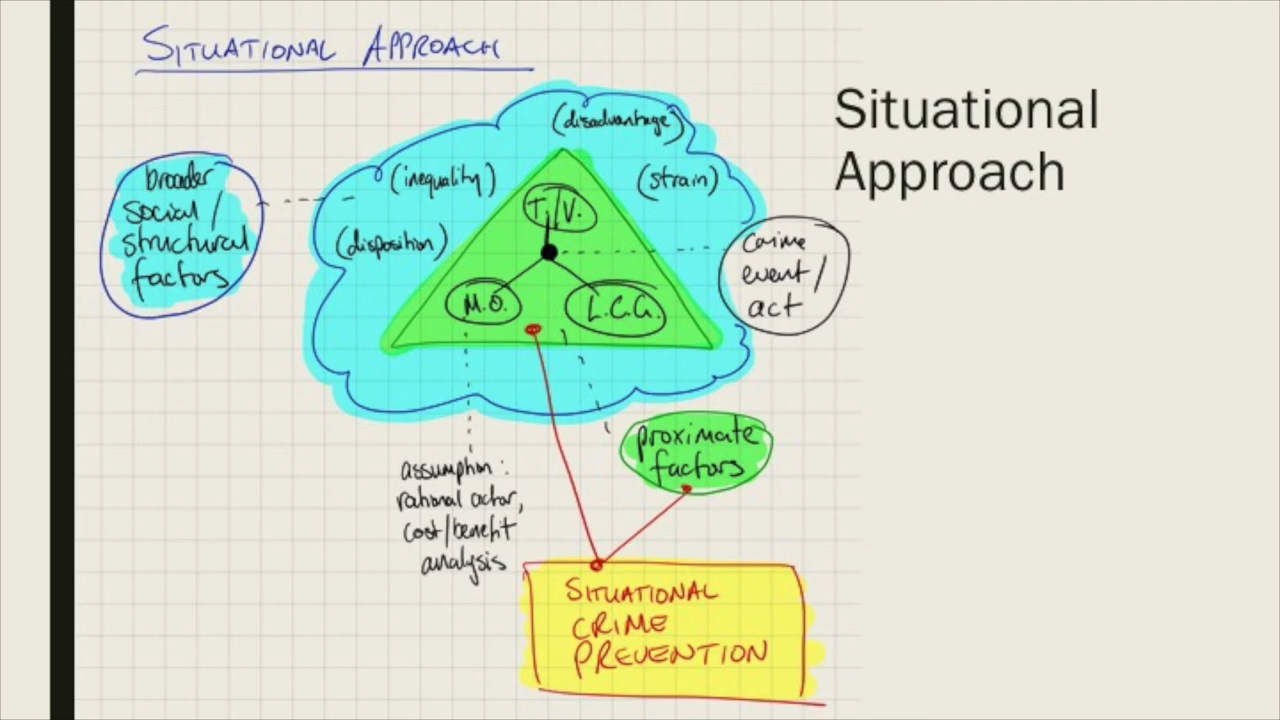 SITUATIONAL APPROACH
Situational
Approach
(disadvantage)
(inequality)
(strain)
(disposition)
broader
social/
structural
factors
T./V.
M.O.
L.C.G.
crime
event/
act
proximate
factors
assumption:
rational actor,
cost/benefit
analysis
SITUATIONAL
CRIME
PREVENTION